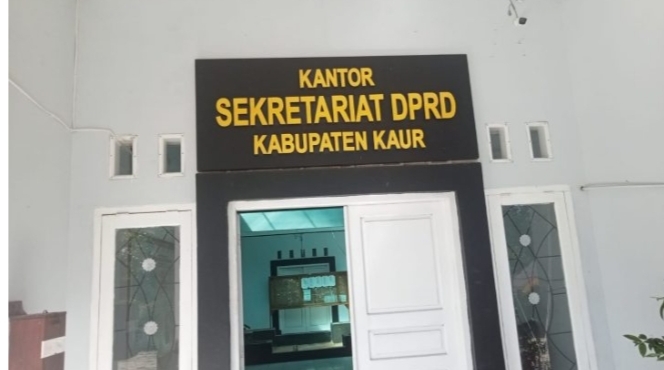 KANTOR
SEKRETARIAT DPRD
KABUPATEN KAUR